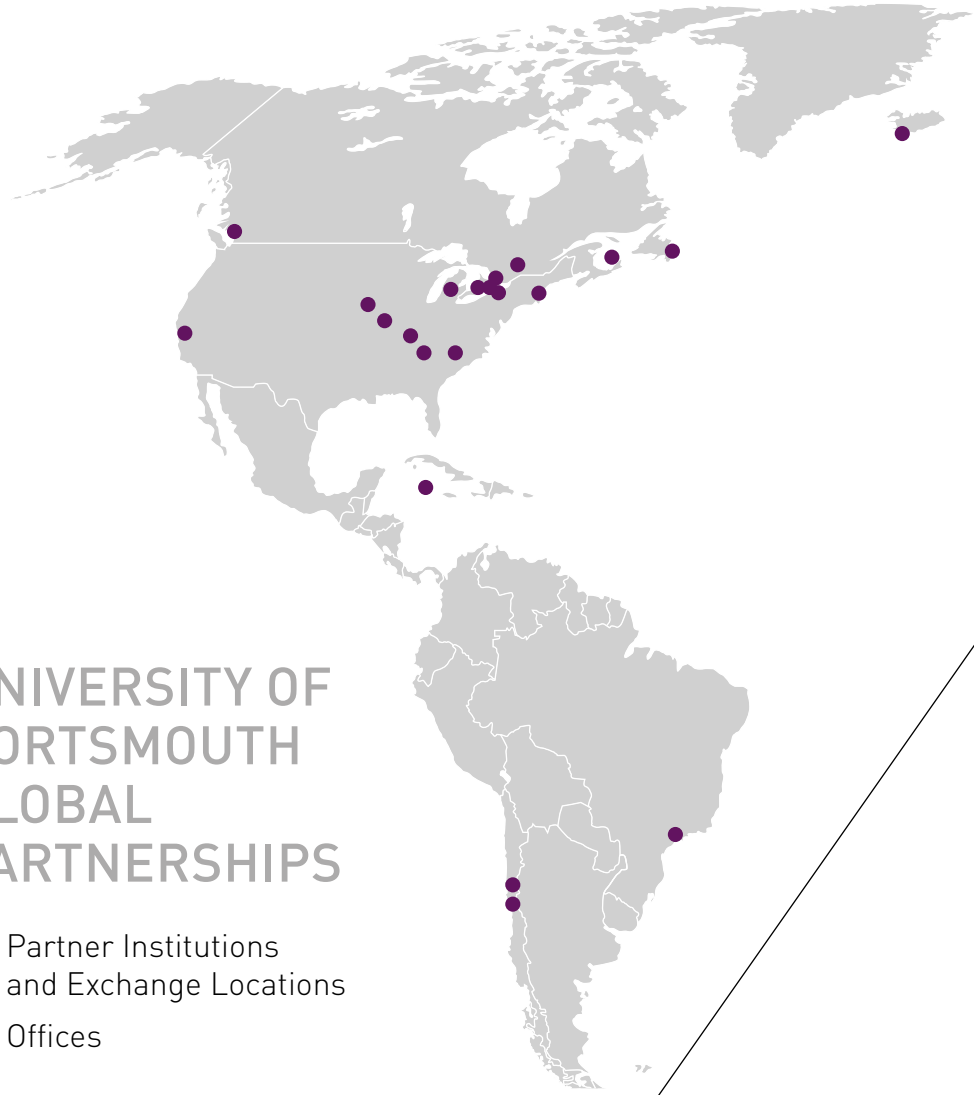 NIVERSITY OF
ORTSMOUTH
LOBAL
ARTNERSHIPS
Partner Institutions
and Exchange Locations
Offices